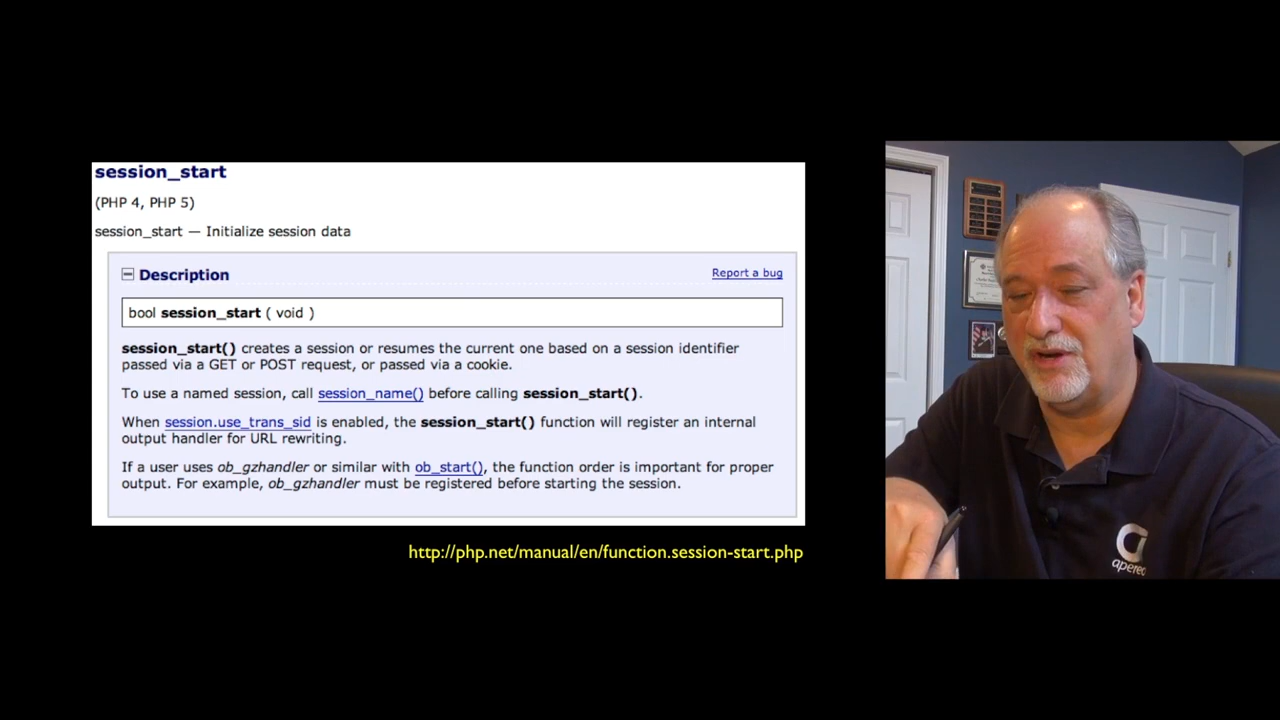 session_start
(PHP 4, PHP 5)
session_start — Initialize session data
Description
Report a bug
bool session_start ( void )
session_start() creates a session or resumes the current one based on a session identifier
passed via a GET or POST request, or passed via a cookie.
To use a named session, call session_name() before calling session_start().
When session.use_trans_sid is enabled, the session_start() function will register an internal
output handler for URL rewriting.
If a user uses ob_gzhandler or similar with ob_start(), the function order is important for proper
output. For example, ob_gzhandler must be registered before starting the session.
http://php.net/manual/en/function.session-start.php
apereo